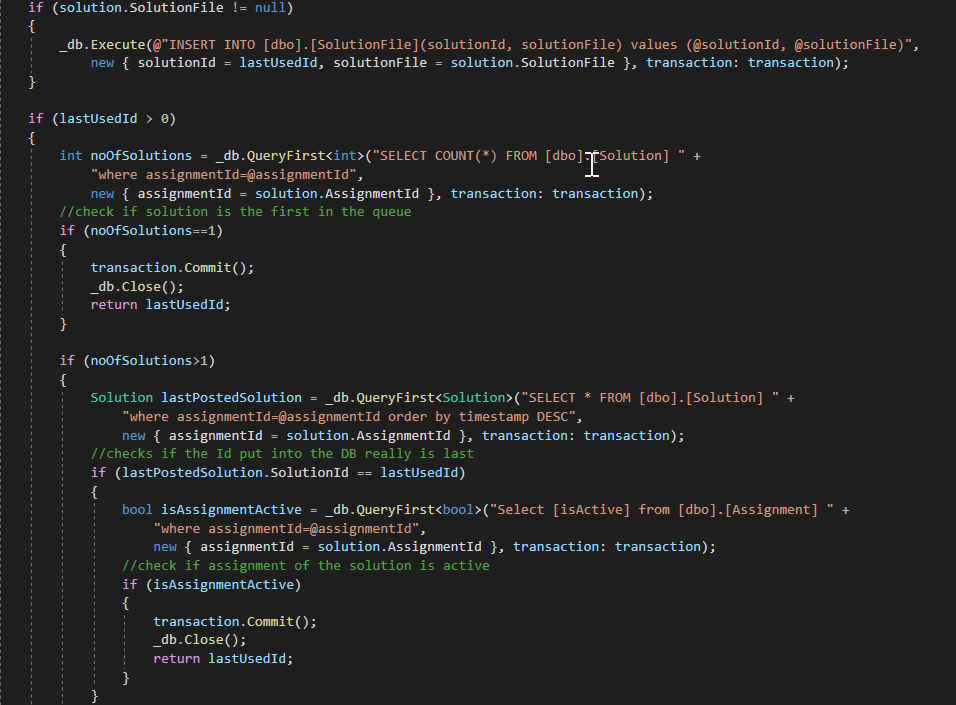 if (solution.SolutionFile != null)
{
_db.Execute(@"INSERT INTO [dbo].[SolutionFile](solutionId, solutionFile) values (@solutionId, @solutionFile)",
new { solutionId = lastUsedId, solutionFile = solution.SolutionFile }, transaction: transaction);
}
if (lastUsedId > 0)
{
int noOfSolutions = _db.QueryFirst<int>("SELECT COUNT(*) FROM [dbo].[Solution] " +
"where assignmentId=@assignmentId",
new { assignmentId = solution.AssignmentId }, transaction: transaction);
//check if solution is the first in the queue
if (noOfSolutions==1)
{
transaction.Commit();
_db.Close();
return lastUsedId;
}
if (noOfSolutions>1)
{
Solution lastPostedSolution = _db.QueryFirst<Solution>("SELECT * FROM [dbo].[Solution] " +
"where assignmentId=@assignmentId order by timestamp DESC",
new { assignmentId = solution.AssignmentId }, transaction: transaction);
//checks if the Id put into the DB really is last
if (lastPostedSolution.SolutionId == lastUsedId)
{
bool isAssignmentActive = _db.QueryFirst<bool>("Select [isActive] from [dbo].[Assignment] " +
"where assignmentId=@assignmentId",
new { assignmentId = solution.AssignmentId }, transaction: transaction);
//check if assignment of the solution is active
if (isAssignmentActive)
{
transaction.Commit();
_db.Close();
return lastUsedId;
}
}